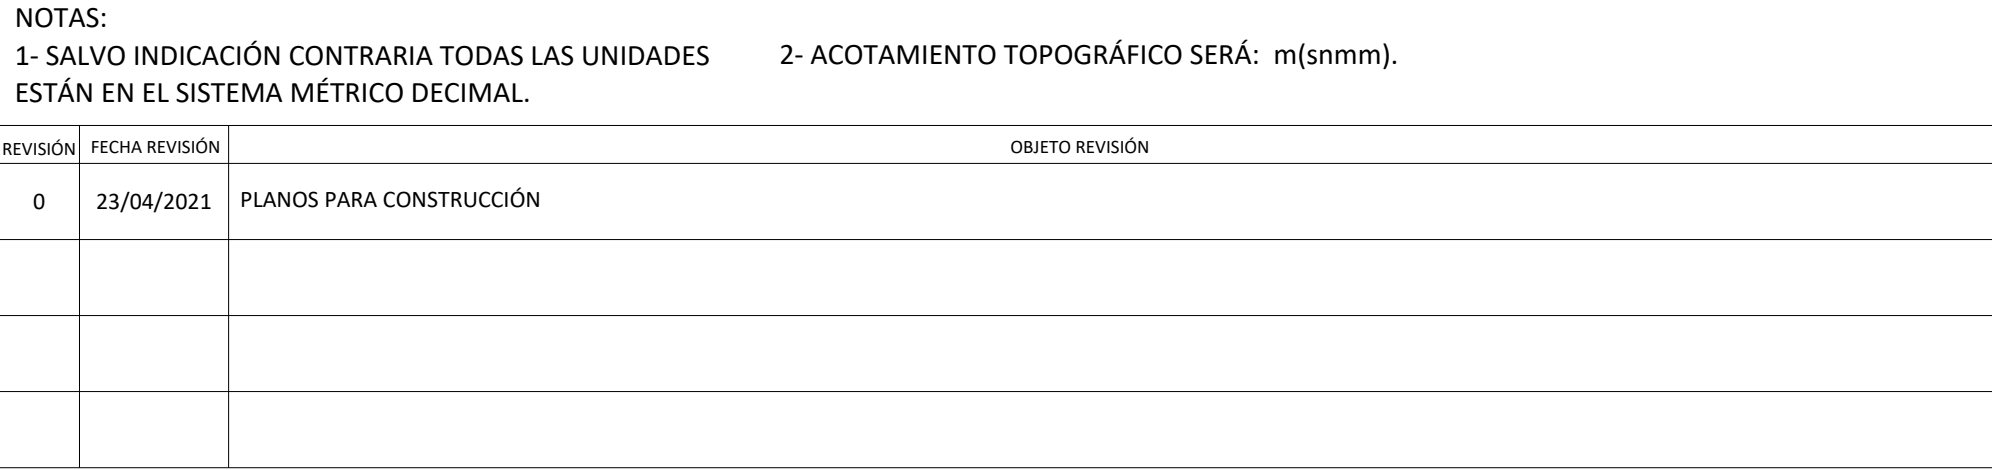 NOTAS:
1- SALVO INDICACIÓN CONTRARIA TODAS LAS UNIDADES
ESTÁN EN EL SISTEMA MÉTRICO DECIMAL.
2- ACOTAMIENTO TOPOGRÁFICO SERÁ: m(snmm).
REVISIÓN FECHA REVISIÓN OBJETO REVISIÓN
0 23/04/2021 PLANOS PARA CONSTRUCCIÓN